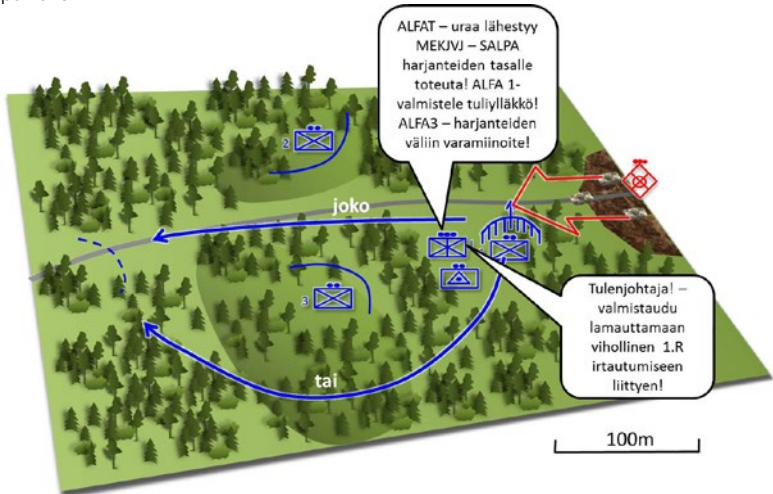 ALFAT – uraa lähestyy
MEKJVJ – SALPA
harjanteiden tasalle
toteuta! ALFA 1-
valmistele tuliylläkkö!
ALFA3 – harjanteiden
väliin varamiinoite!
2
joko
3
tai
Tulenjohtaja! –
valmistaudu
lamauttamaan
vihollinen 1.R
irtautumiseen
liittyen!
100m